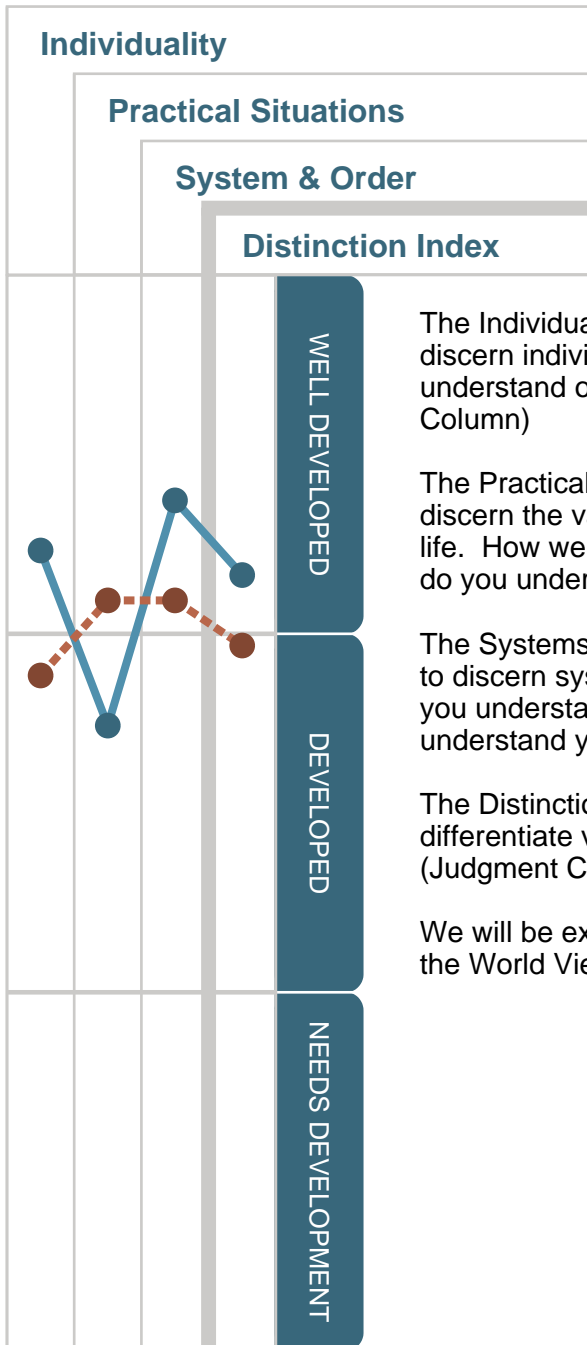 Individuality
Practical Situations
System & Order
Distinction Index
WELL DEVELOPED
The Individua
discern indivi
understand o
Column)
The Practical
discern the v
life. How we
do you under
The Systems
to discern sys
you understa
understand y
DEVELOPED
The Distinctio
differentiate v
(Judgment C
We will be ex
the World Vie
NEEDS DEVELOPMENT